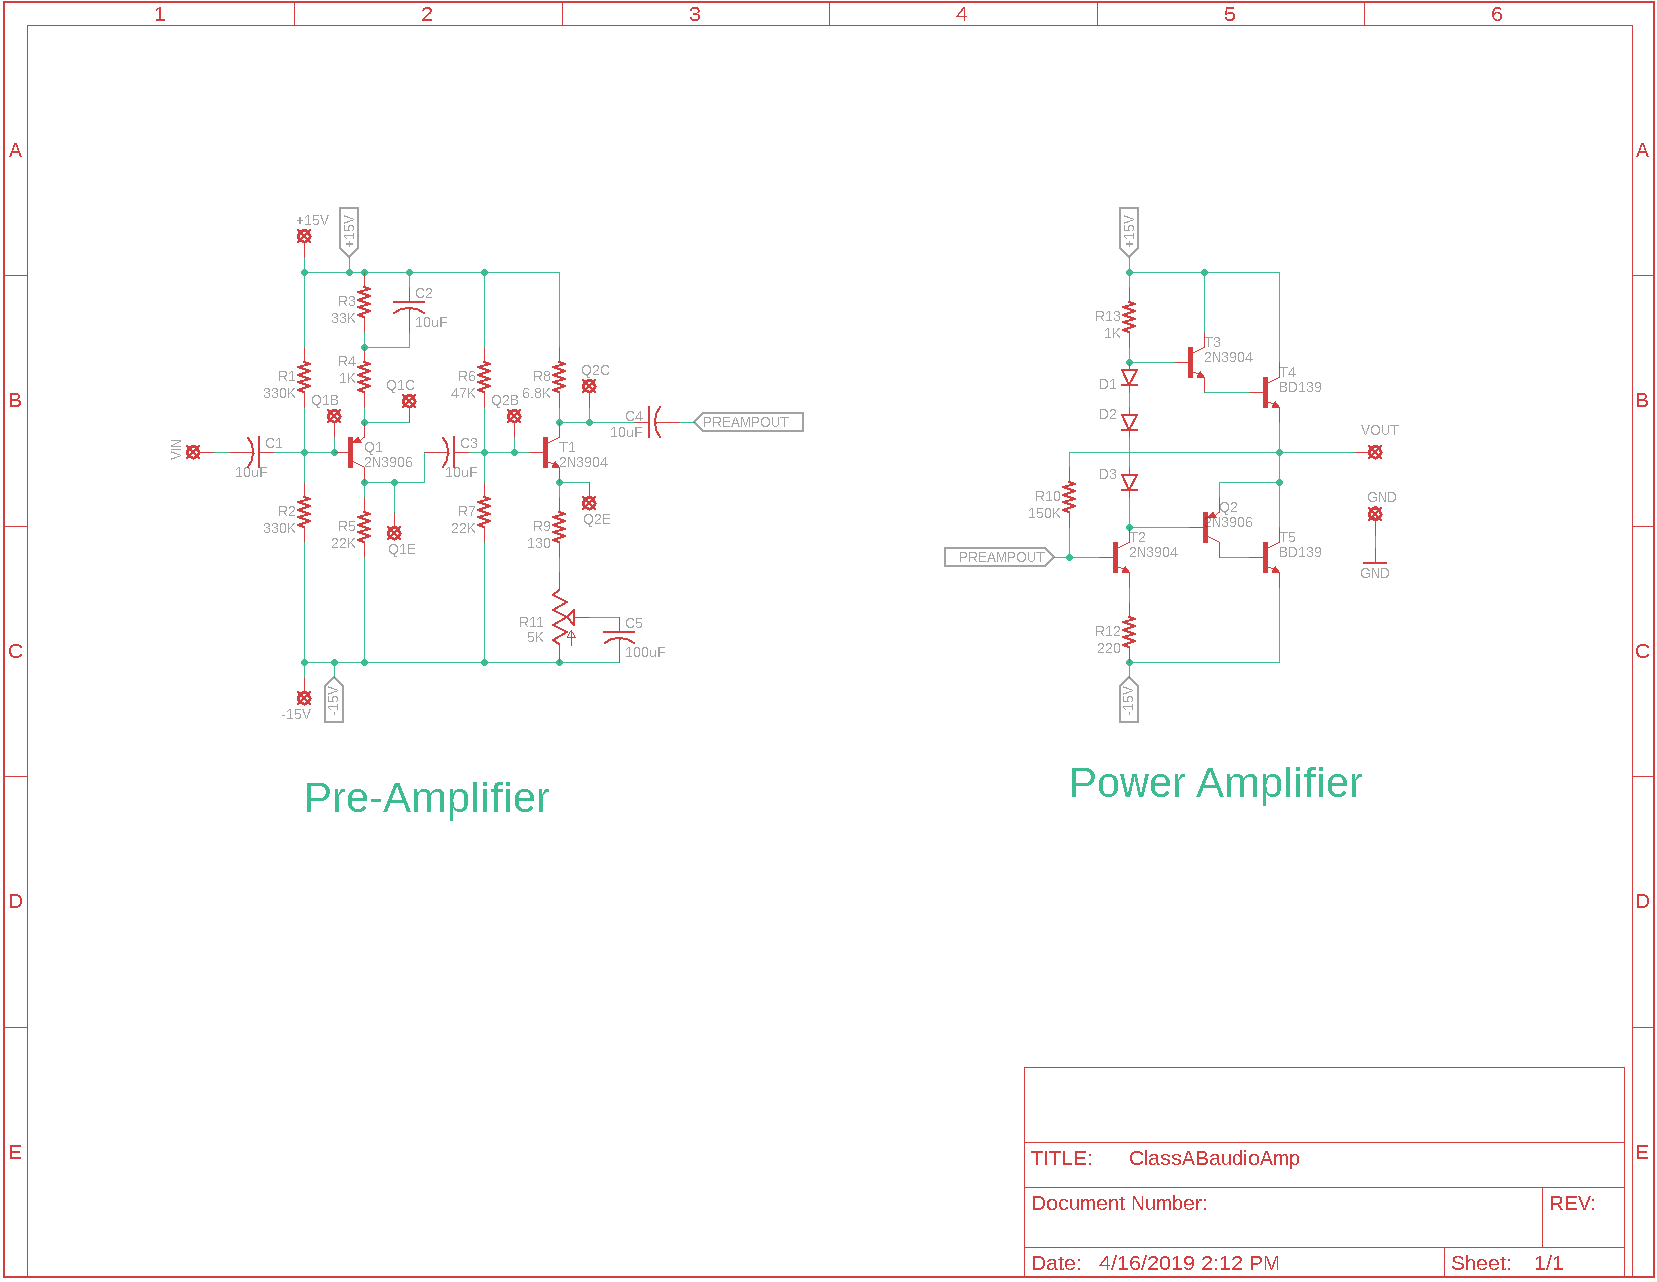 1 2 3 4 5 6
A A
B B
C C
D D
E E
+15V
+15V
R3
33K
C2
10uF
R1
330K
R4
1K
Q1C
Q1B
R6
47K
Q2B
R8
6.8K
Q2C
C4
10uF
PREAMPOUT
VIN
C1
10uF
Q1
2N3906
C3
10uF
T1
2N3904
R2
330K
R5
22K
Q1E
R7
22K
R9
130
Q2E
R11
5K
C5
100uF
-15V
-15V
Pre-Amplifier
+15V
R13
1K
T3
2N3904
D1
T4
BD139
D2
VOUT
D3
R10
150K
GND
Q2
2N3906
T2
2N3904
T5
BD139
PREAMPOUT
GND
R12
220
-15V
Power Amplifier
TITLE: ClassABaudioAmp
Document Number:
REV:
Date: 4/16/2019 2:12 PM
Sheet: 1/1